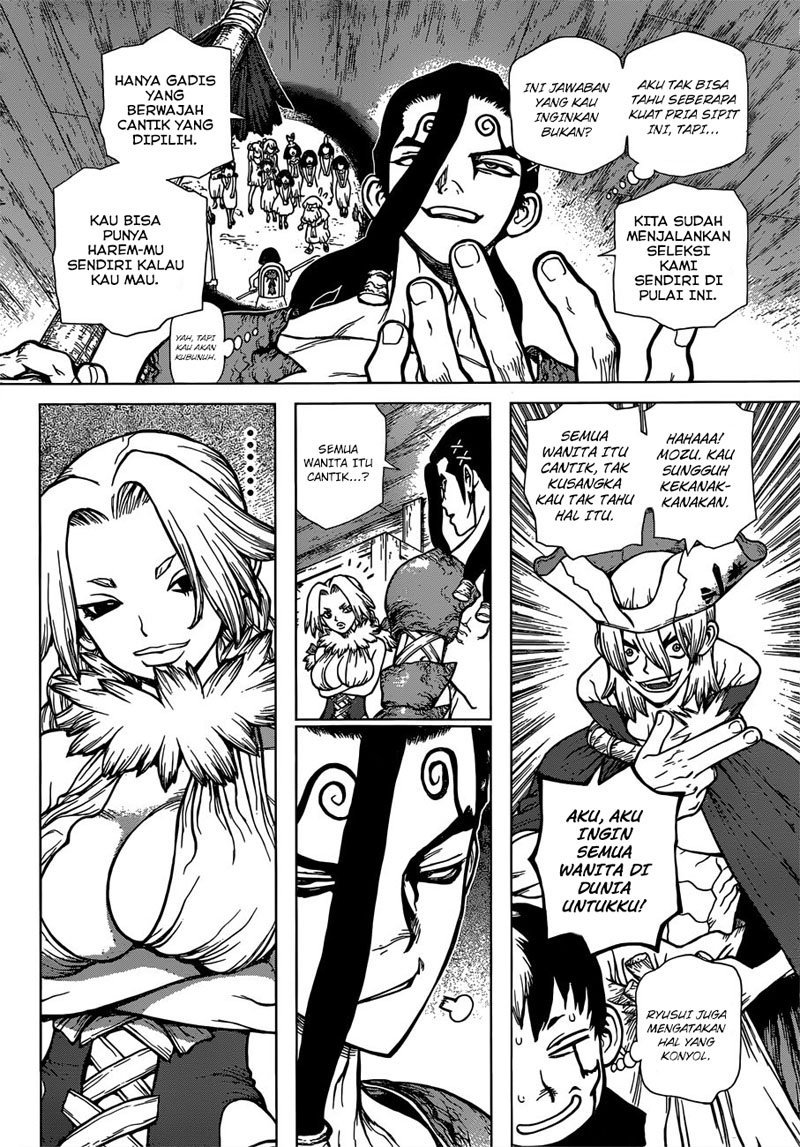 AKU TAK BISA
TAHU SEBERAPA
KUAT PRIA SIPIT
INI, TAPI...
KITA SUDAH
MENJALANKAN
SELEKSI
KAMI
SENDIRI DI
PULAI INI.
INI JAWABAN
YANG KAU
INGINKAN
BUKAN?
HANYA GADIS
YANG
BERWAJAH
CANTIK YANG
DIPILIH.
KAU BISA
PUNYA
HAREM-MU
SENDIRI KALAU
KAU MAU.
YAH, TAPI
KAU AKAN
KUBUNUH.
HAHAAA!
MOZU. KAU
SUNGGUH
KEKANAK-
KANAKAN.
SEMUA
WANITA ITU
CANTIK, TAK
KUSANGKA
KAU TAK TAHU
HAL ITU.
AKU, AKU
INGIN
SEMUA
WANITA DI
DUNIA
UNTUKKU!
RYUSUI JUGA
MENGATAKAN
HAL YANG
KONYOL.
SEMUA
WANITA ITU
CANTIK...?